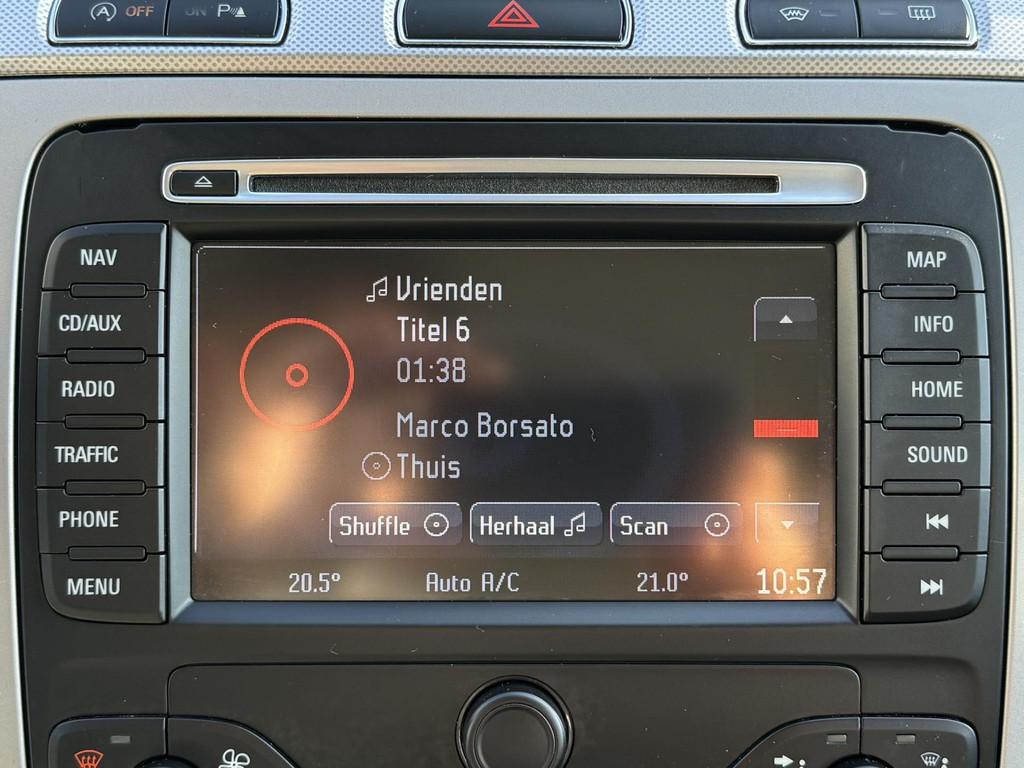 OFF
ON P
NAV
CD/AUX
RADIO
TRAFFIC
PHONE
MENU
Vrienden
Titel 6
01:38
Marco Borsato
Thuis
Shuffle
Herhaal
Scan
20.5°
Auto A/C
21.0°
10:57
MAP
INFO
HOME
SOUND